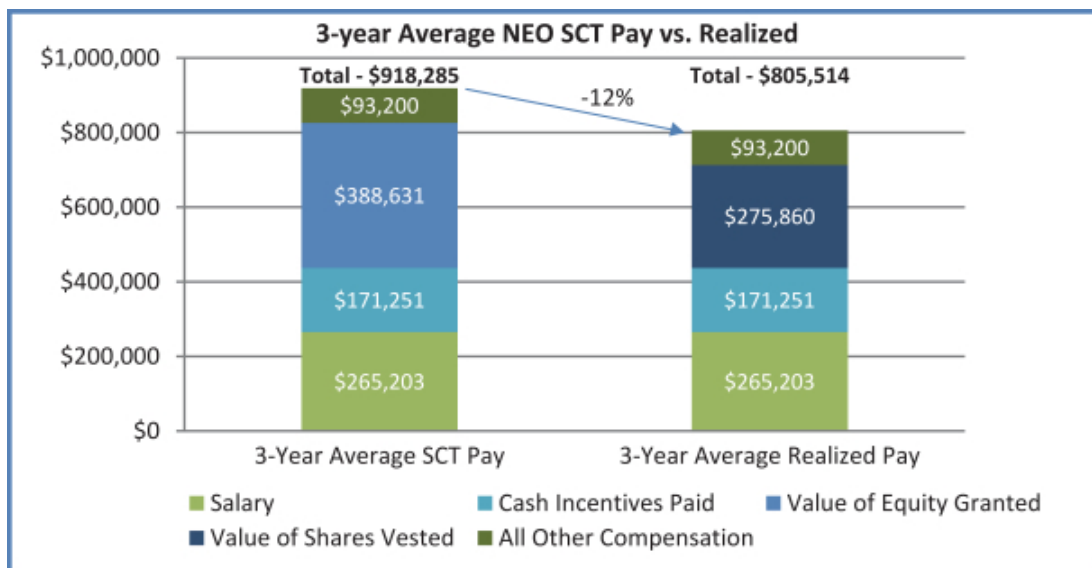 3-year Average NEO SCT Pay vs. Realized
$1,000,000
$800,000
$600,000
$400,000
$200,000
$0
Total - $918,285
Total - $805,514
-12%
$93,200
$388,631
$171,251
$265,203
$93,200
$275,860
$171,251
$265,203
3-Year Average SCT Pay
3-Year Average Realized Pay
Salary
Cash Incentives Paid
Value of Equity Granted
Value of Shares Vested
All Other Compensation